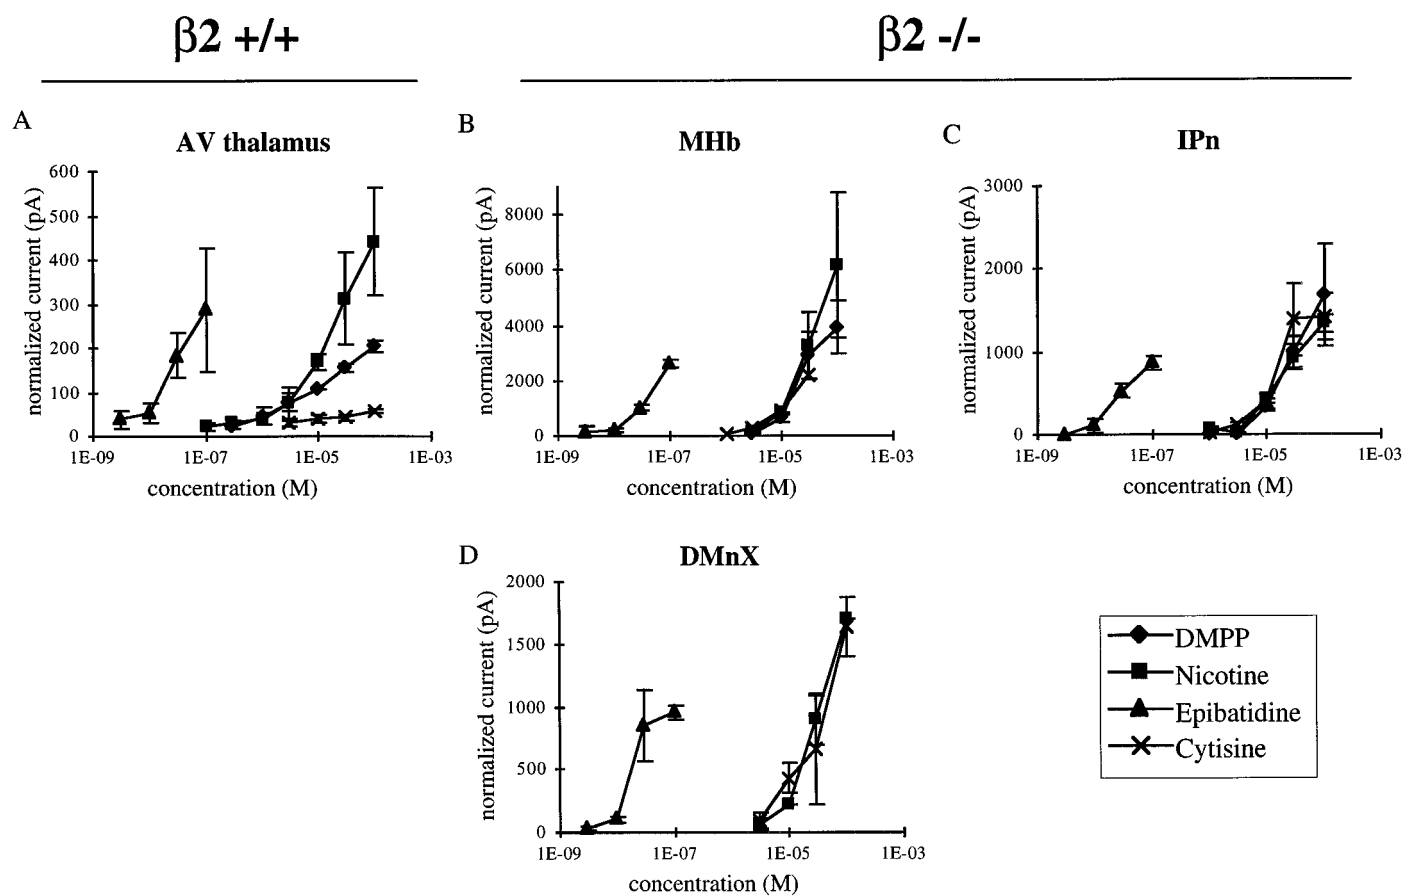 β2 +/+
β2 -/-
A
AV thalamus
normalized current (pA)
600
500
400
300
200
100
0
1E-09
1E-07
1E-05
1E-03
concentration (M)
B
MHb
normalized current (pA)
8000
6000
4000
2000
0
1E-09
1E-07
1E-05
1E-03
concentration (M)
C
IPn
normalized current (pA)
3000
2000
1000
0
1E-09
1E-07
1E-05
1E-03
concentration (M)
D
DMnX
normalized current (pA)
2000
1500
1000
500
0
1E-09
1E-07
1E-05
1E-03
concentration (M)
DMPP
Nicotine
Epibatidine
Cytisine